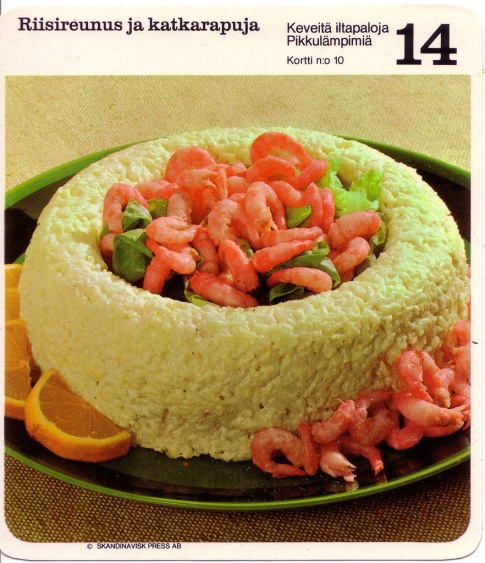 Riisireunus ja katkarapuja
Keveitä iltapaloja
Pikkulämpimiä
Kortti n:o 10
14
© SKANDINAVISK PRESS AB